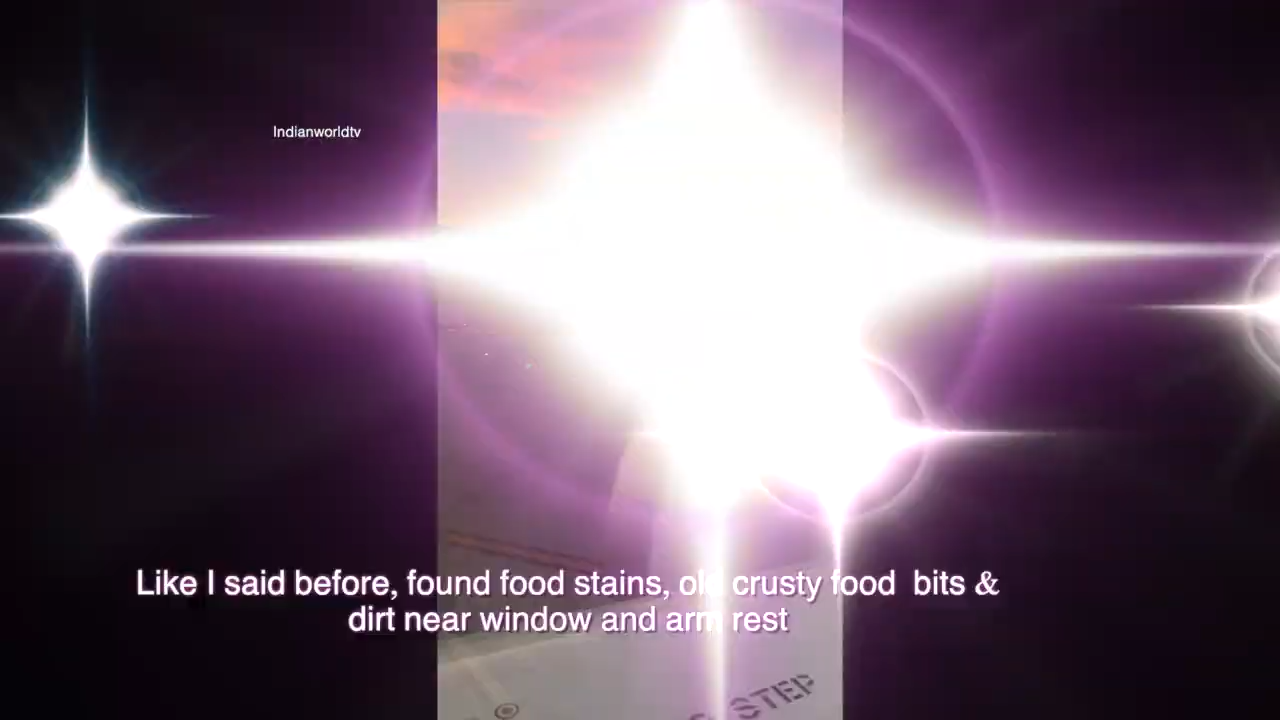 Indianworldtv
Like I said before, found food stains, old crusty food bits &
dirt near window and arm rest
STEP